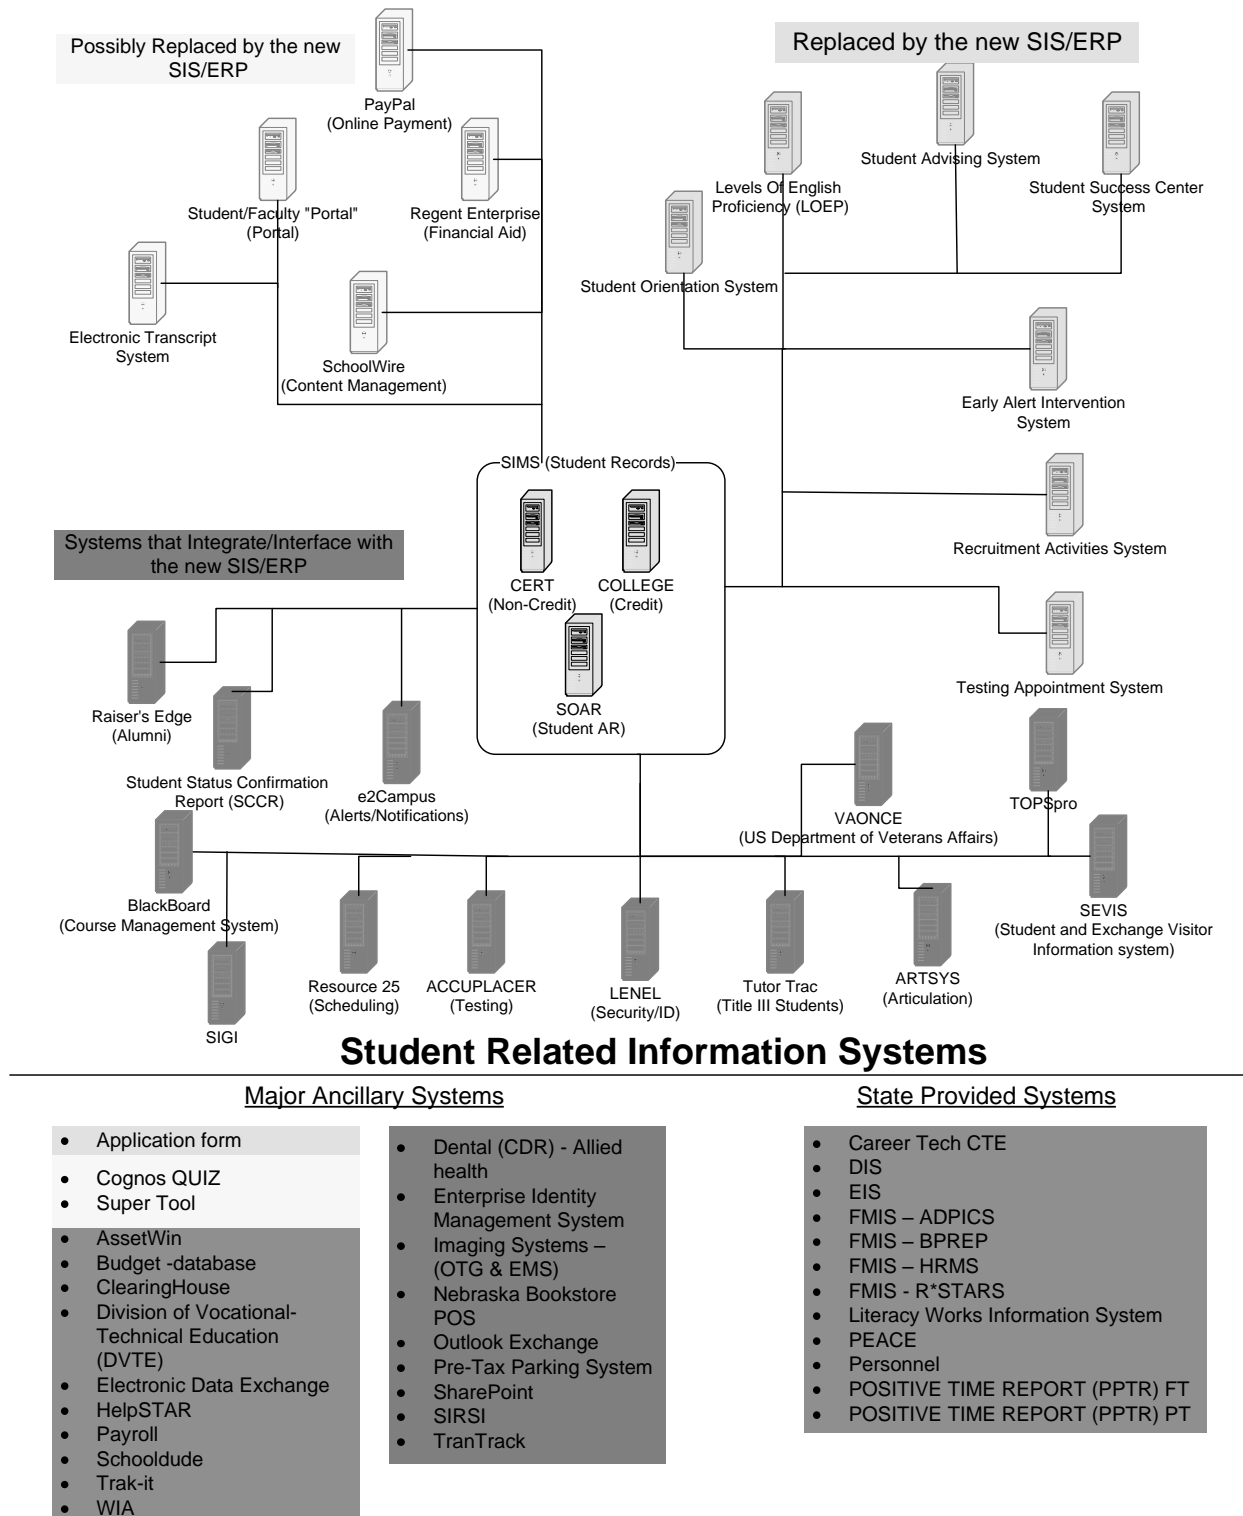 Possibly Replaced by the new
SIS/ERP
Replaced by the new SIS/ERP
PayPal
(Online Payment)
Student/Faculty "Portal"
(Portal)
Regent Enterprise
(Financial Aid)
Electronic Transcript
System
SchoolWire
(Content Management)
Levels Of English
Proficiency (LOEP)
Student Advising System
Student Success Center
System
Student Orientation System
Early Alert Intervention
System
Recruitment Activities System
Testing Appointment System
SIMS (Student Records)
CERT
(Non-Credit)
COLLEGE
(Credit)
SOAR
(Student AR)
Systems that Integrate/Interface with
the new SIS/ERP
Raiser's Edge
(Alumni)
Student Status Confirmation
Report (SCCR)
e2Campus
(Alerts/Notifications)
VAONCE
(US Department of Veterans Affairs)
TOPSpro
BlackBoard
(Course Management System)
SIGI
Resource 25
(Scheduling)
ACCUPLACER
(Testing)
LENEL
(Security/ID)
Tutor Trac
(Title III Students)
ARTSYS
(Articulation)
SEVIS
(Student and Exchange Visitor
Information system)
Student Related Information Systems
Major Ancillary Systems
• Application form
• Cognos QUIZ
• Super Tool
• AssetWin
• Budget -database
• ClearingHouse
• Division of Vocational-
Technical Education
(DVTE)
• Electronic Data Exchange
• HelpSTAR
• Payroll
• Schooldude
• Trak-it
• WIA
• Dental (CDR) - Allied
health
• Enterprise Identity
Management System
• Imaging Systems –
(OTG & EMS)
• Nebraska Bookstore
POS
• Outlook Exchange
• Pre-Tax Parking System
• SharePoint
• SIRSI
• TranTrack
State Provided Systems
• Career Tech CTE
• DIS
• EIS
• FMIS – ADPICS
• FMIS – BPREP
• FMIS – HRMS
• FMIS - R*STARS
• Literacy Works Information System
• PEACE
• Personnel
• POSITIVE TIME REPORT (PPTR) FT
• POSITIVE TIME REPORT (PPTR) PT